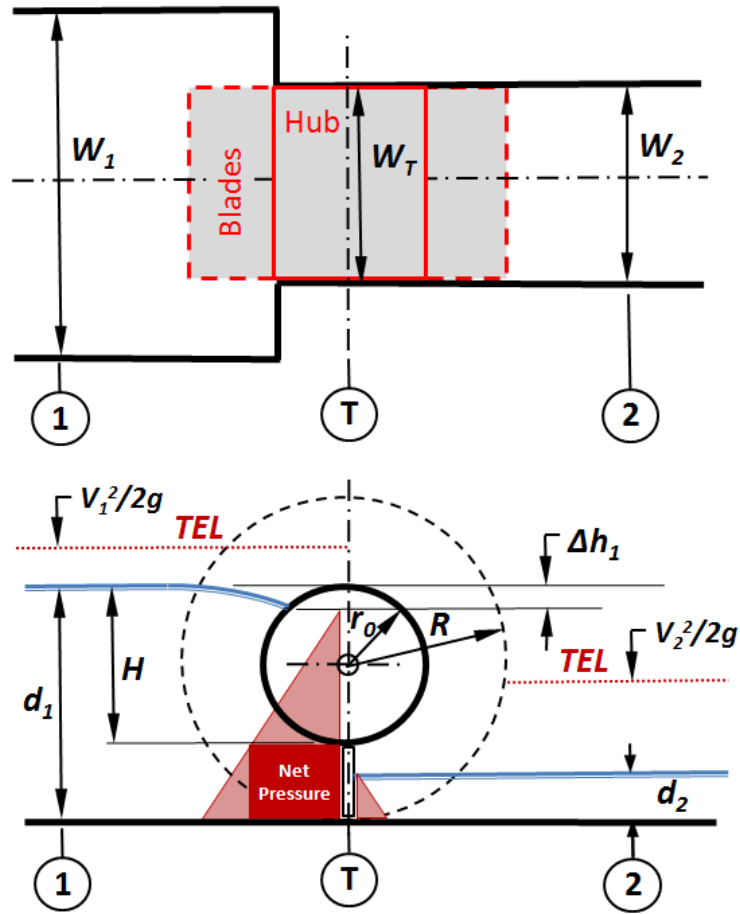 Hub
Blades
W₁
W_T
W₂
1
T
2
V₁²/2g
TEL
Δh₁
r₀
R
V₂²/2g
TEL
H
d₁
Net
Pressure
d₂
1
T
2